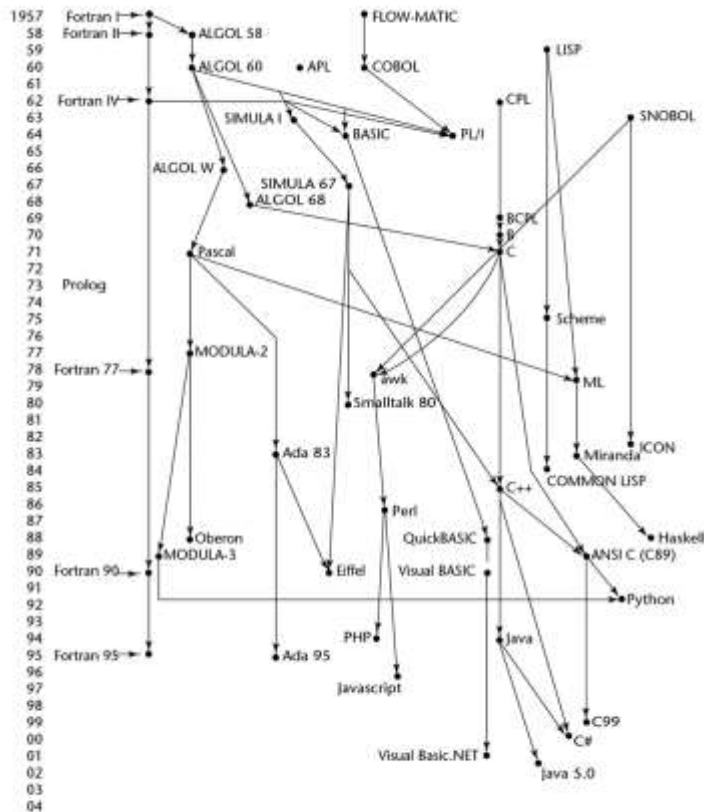 1957 Fortran I FLOW-MATIC
58 Fortran II ALGOL 58
59 LISP
60 ALGOL 60 APL COBOL
61
62 Fortran IV CPL
63 SIMULA I SNOBOL
64 BASIC PL/I
65
66 ALGOL W
67 SIMULA 67
68 ALGOL 68
69 BCPL
70 B
71 Pascal C
72
73 Prolog
74
75 Scheme
76
77 MODULA-2
78 Fortran 77 awk
79 ML
80 Smalltalk 80
81
82 ICON
83 Ada 83 Miranda
84 COMMON LISP
85 C++
86 Perl
87
88 Oberon QuickBASIC Haskell
89 MODULA-3 ANSI C (C89)
90 Fortran 90 Eiffel Visual BASIC
91
92 Python
93
94 PHP Java
95 Fortran 95 Ada 95
96 Javascript
97
98
99 C99
00 C#
01 Visual Basic.NET
02 Java 5.0
03
04